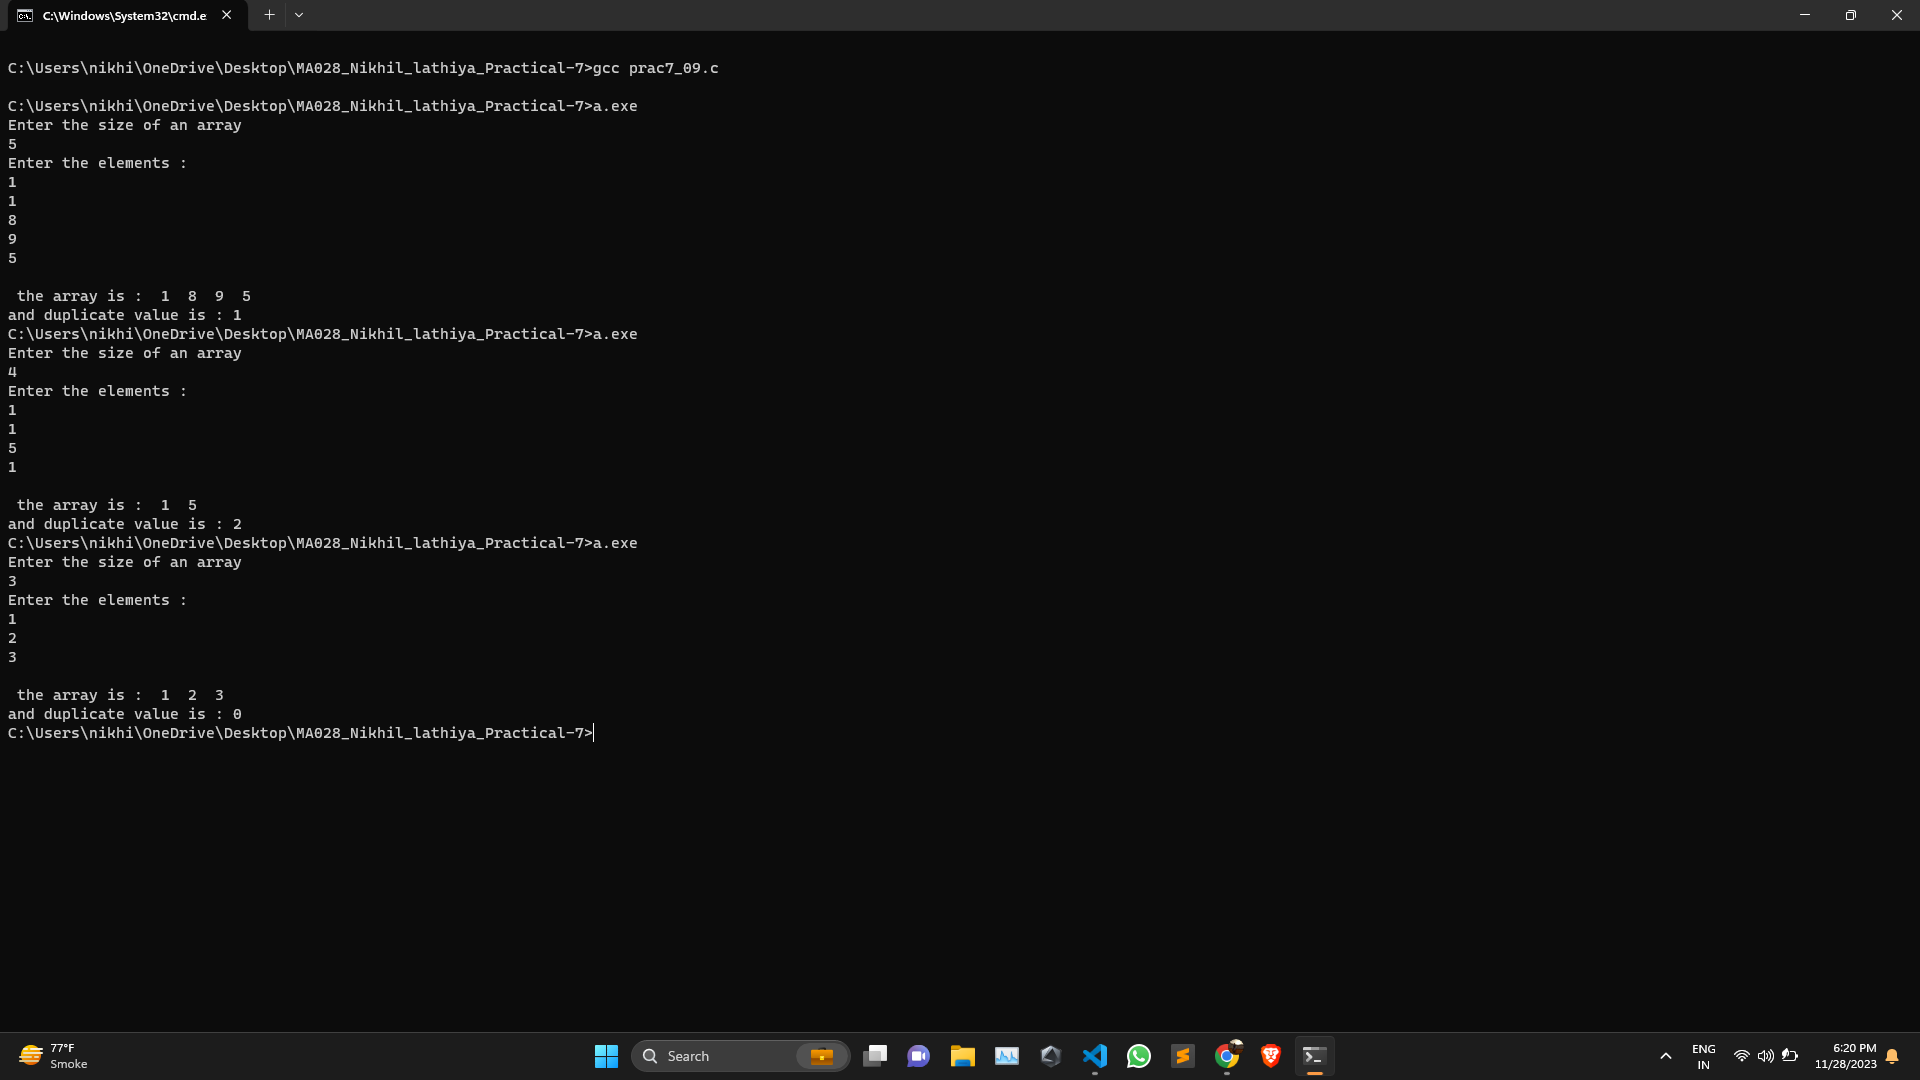 C:\Windows\System32\cmd.e
C:\Users\nikhi\OneDrive\Desktop\MA028_Nikhil_lathiya_Practical-7>gcc prac7_09.c
C:\Users\nikhi\OneDrive\Desktop\MA028_Nikhil_lathiya_Practical-7>a.exe
Enter the size of an array
5
Enter the elements :
1
1
8
9
5
the array is :  1  8  9  5
and duplicate value is : 1
C:\Users\nikhi\OneDrive\Desktop\MA028_Nikhil_lathiya_Practical-7>a.exe
Enter the size of an array
4
Enter the elements :
1
1
5
1
the array is :  1  5
and duplicate value is : 2
C:\Users\nikhi\OneDrive\Desktop\MA028_Nikhil_lathiya_Practical-7>a.exe
Enter the size of an array
3
Enter the elements :
1
2
3
the array is :  1  2  3
and duplicate value is : 0
C:\Users\nikhi\OneDrive\Desktop\MA028_Nikhil_lathiya_Practical-7>
77°F
Smoke
Search
ENG
IN
6:20 PM
11/28/2023